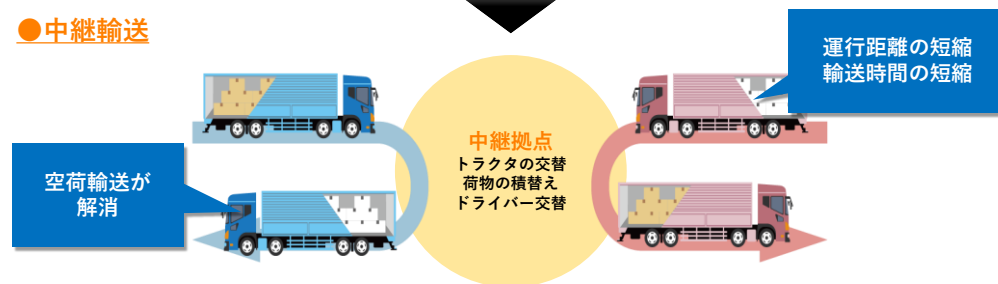 ●中継輸送
運行距離の短縮
輸送時間の短縮
中継拠点
トラクタの交替
荷物の積替え
ドライバー交替
空荷輸送が
解消